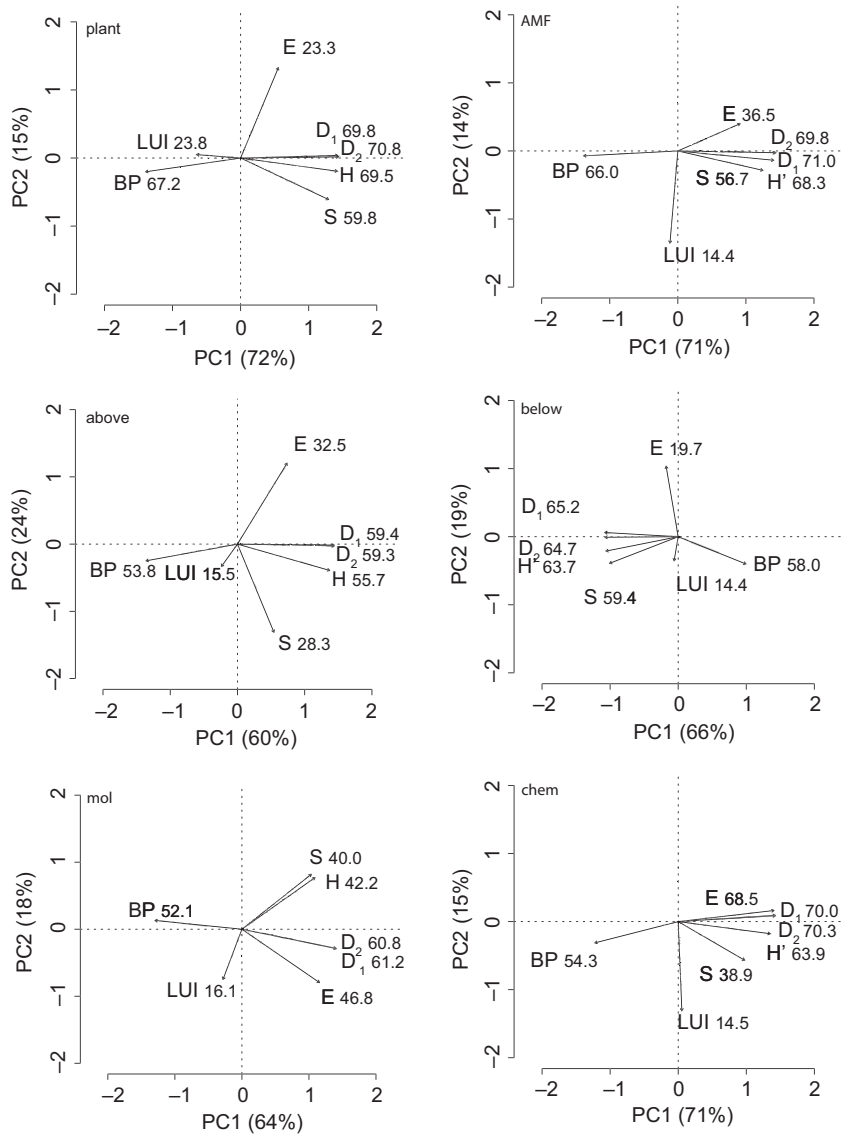 plant
E 23.3
LUI 23.8
BP 67.2
D1 69.8
D2 70.8
H 69.5
S 59.8
PC2 (15%)
2
1
0
−1
−2
−2 −1 0 1 2
PC1 (72%)
AMF
E 36.5
D2 69.8
D1 71.0
H' 68.3
S 56.7
BP 66.0
LUI 14.4
PC2 (14%)
2
1
0
−1
−2
−2 −1 0 1 2
PC1 (71%)
above
E 32.5
D1 59.4
D2 59.3
H 55.7
BP 53.8
LUI 15.5
S 28.3
PC2 (24%)
2
1
0
−1
−2
−2 −1 0 1 2
PC1 (60%)
below
E 19.7
D1 65.2
D2 64.7
H' 63.7
S 59.4
BP 58.0
LUI 14.4
PC2 (19%)
2
1
0
−1
−2
−2 −1 0 1 2
PC1 (66%)
mol
S 40.0
H 42.2
BP 52.1
D2 60.8
D1 61.2
E 46.8
LUI 16.1
PC2 (18%)
2
1
0
−1
−2
−2 −1 0 1 2
PC1 (64%)
chem
E 68.5
D1 70.0
D2 70.3
H' 63.9
BP 54.3
S 38.9
LUI 14.5
PC2 (15%)
2
1
0
−1
−2
−2 −1 0 1 2
PC1 (71%)